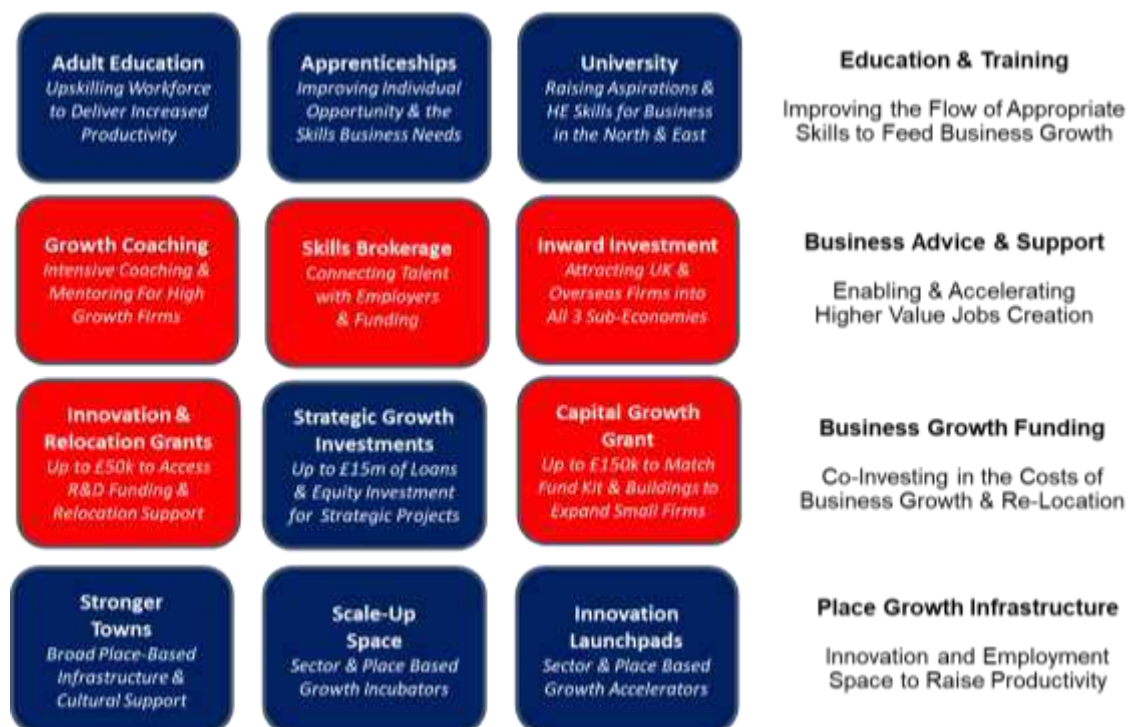 Adult Education
Upskilling Workforce
to Deliver Increased
Productivity
Apprenticeships
Improving Individual
Opportunity & the
Skills Business Needs
University
Raising Aspirations &
HE Skills for Business
in the North & East
Education & Training
Improving the Flow of Appropriate
Skills to Feed Business Growth
Growth Coaching
Intensive Coaching &
Mentoring For High
Growth Firms
Skills Brokerage
Connecting Talent
with Employers
& Funding
Inward Investment
Attracting UK &
Overseas Firms into
All 3 Sub-Economies
Business Advice & Support
Enabling & Accelerating
Higher Value Jobs Creation
Innovation &
Relocation Grants
Up to £50k to Access
R&D Funding &
Relocation Support
Strategic Growth
Investments
Up to £15m of Loans
& Equity Investment
for Strategic Projects
Capital Growth
Grant
Up to £150k to Match
Fund Kit & Buildings to
Expand Small Firms
Business Growth Funding
Co-Investing in the Costs of
Business Growth & Re-Location
Stronger
Towns
Broad Place-Based
Infrastructure &
Cultural Support
Scale-Up
Space
Sector & Place Based
Growth Incubators
Innovation
Launchpads
Sector & Place Based
Growth Accelerators
Place Growth Infrastructure
Innovation and Employment
Space to Raise Productivity